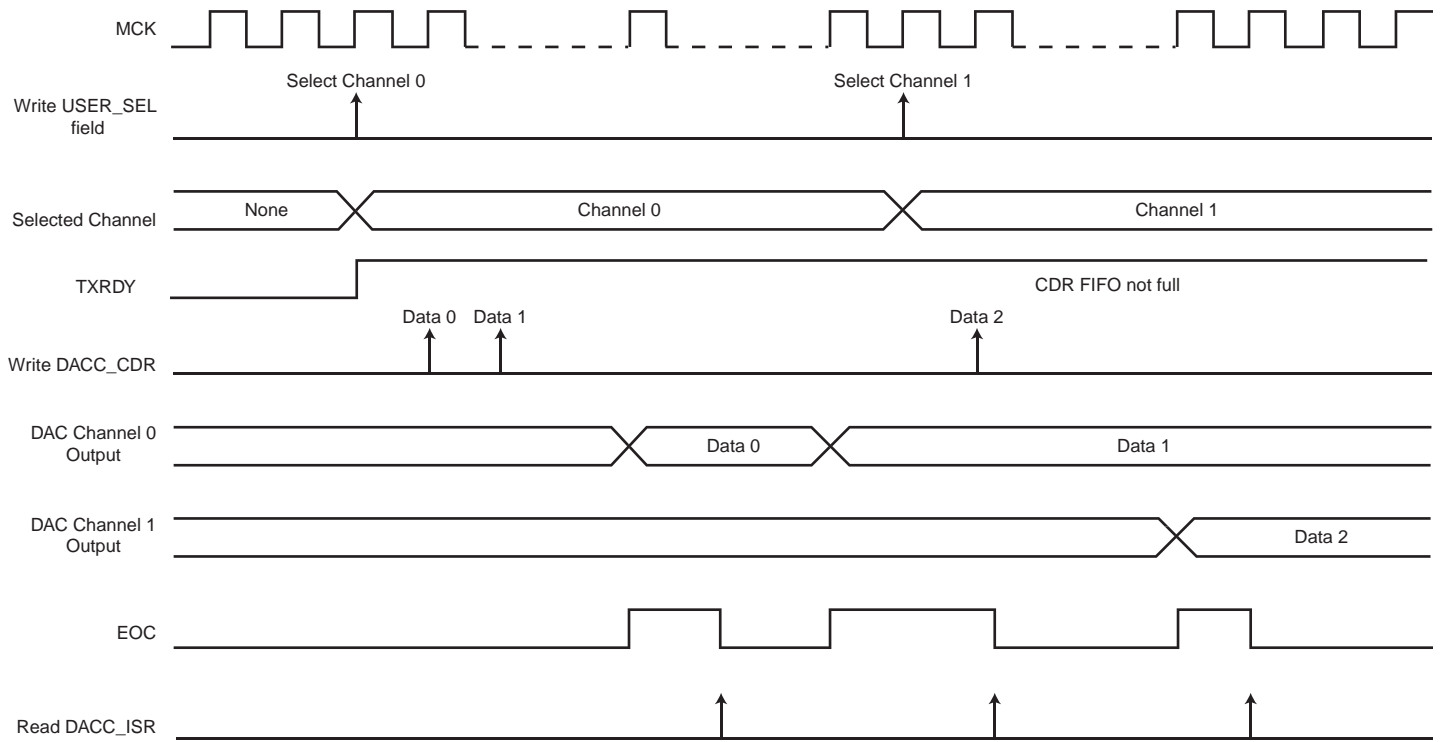 MCK
Select Channel 0
Select Channel 1
Write USER_SEL
field
Selected Channel
None
Channel 0
Channel 1
TXRDY
CDR FIFO not full
Data 0
Data 1
Data 2
Write DACC_CDR
DAC Channel 0
Output
Data 0
Data 1
DAC Channel 1
Output
Data 2
EOC
Read DACC_ISR